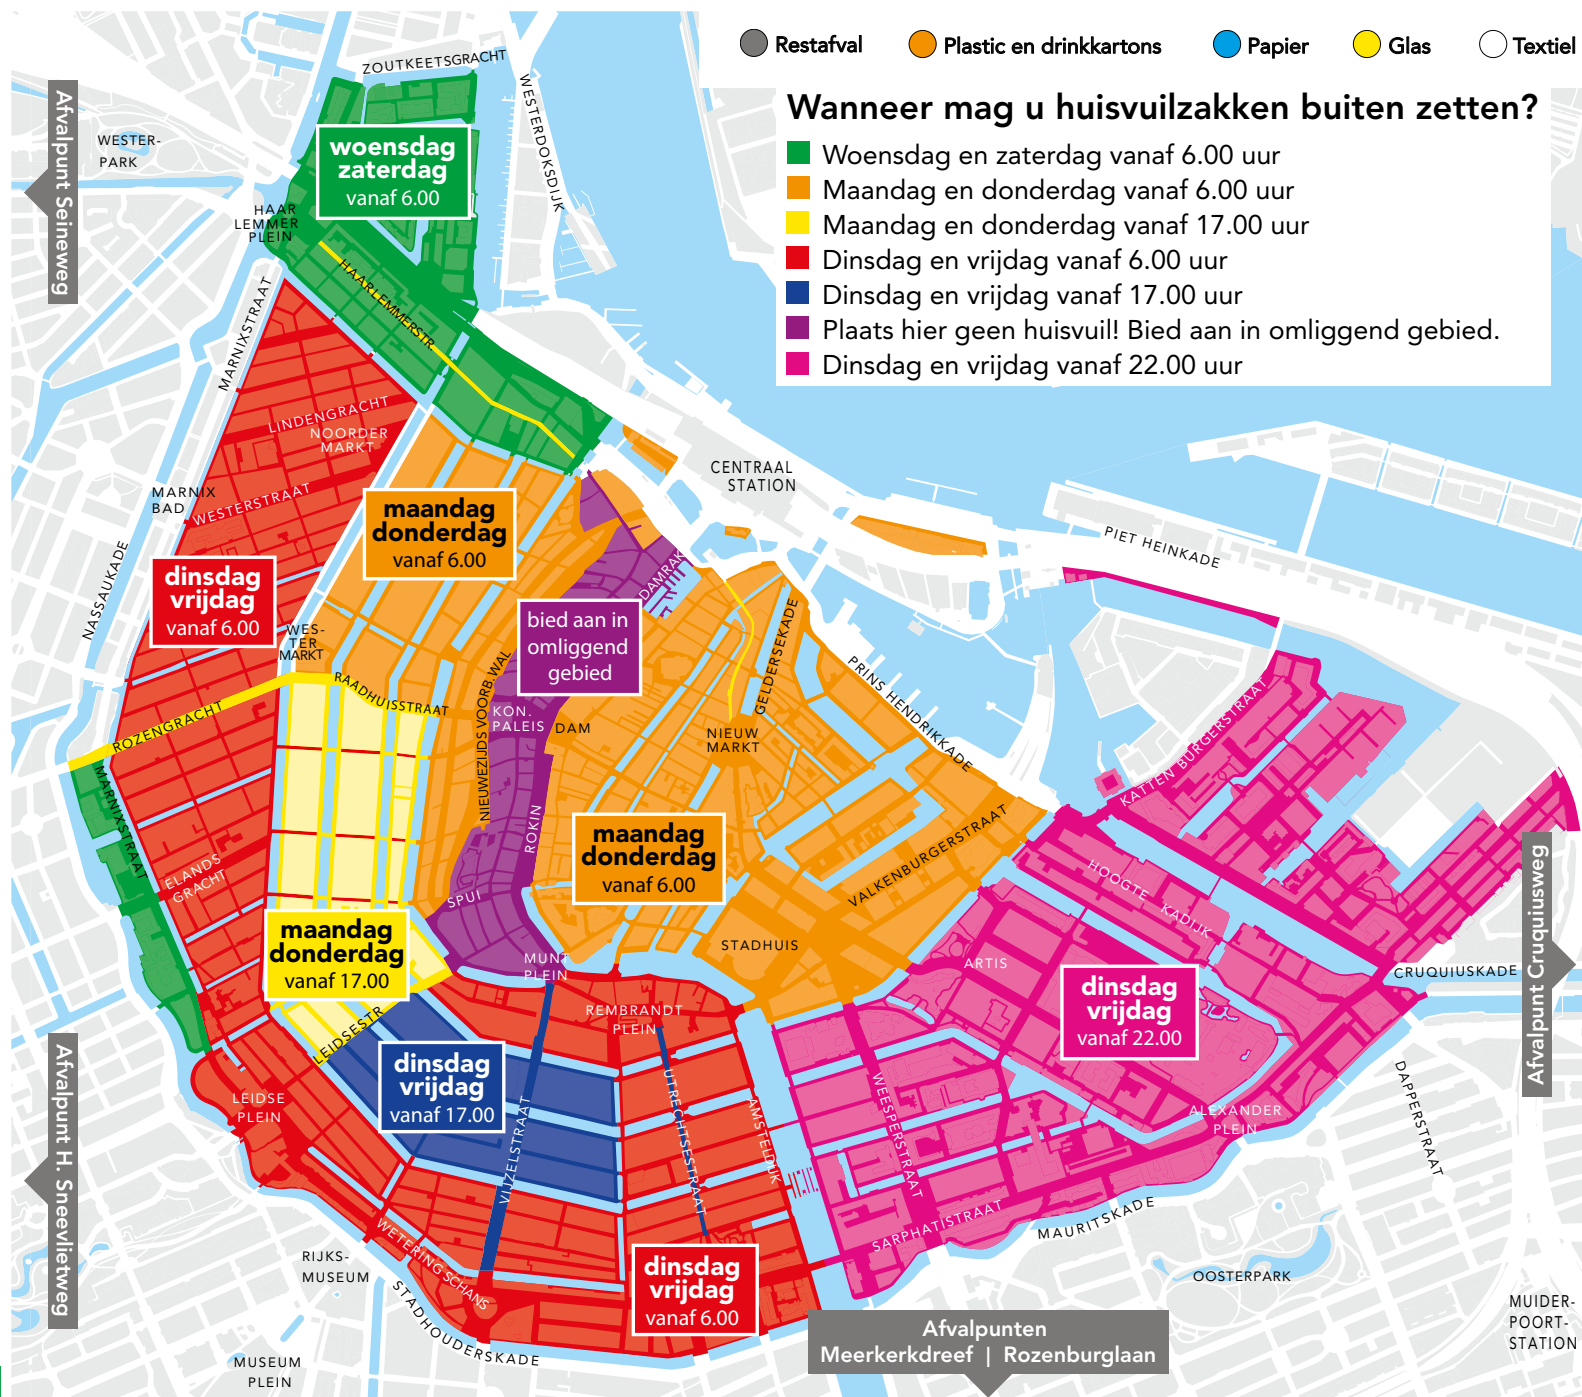 Restafval
Plastic en drinkkartons
Papier
Glas
Textiel
Wanneer mag u huisvuilzakken buiten zetten?
Woensdag en zaterdag vanaf 6.00 uur
Maandag en donderdag vanaf 6.00 uur
Maandag en donderdag vanaf 17.00 uur
Dinsdag en vrijdag vanaf 6.00 uur
Dinsdag en vrijdag vanaf 17.00 uur
Plaats hier geen huisvuil! Bied aan in omliggend gebied.
Dinsdag en vrijdag vanaf 22.00 uur
ZOUTKEETSGRACHT
WESTERDOKSDIJK
Afvalpunt Seineweg
WESTER-
PARK
woensdag
zaterdag
vanaf 6.00
HAAR
LEMMER
PLEIN
HAARLEMMERSTR
MARNIXSTRAAT
LINDENGRACHT
NOORDER
MARKT
CENTRAAL
STATION
MARNIX
BAD
WESTERSTRAAT
maandag
donderdag
vanaf 6.00
PIET HEINKADE
NASSAUKADE
dinsdag
vrijdag
vanaf 6.00
DAMRAK
bied aan in
omliggend
gebied
WES-
TER
MARKT
GELDERSEKADE
PRINS HENDRIKKADE
RAADHUISSTRAAT
NIEUWEZIJDS VOORB.WAL
KON.
PALEIS
DAM
NIEUW
MARKT
KATTENBURGERSTRAAT
ROZENGRACHT
MARNIXSTRAAT
ROKIN
maandag
donderdag
vanaf 6.00
VALKENBURGERSTRAAT
ELANDS
GRACHT
SPUI
HOOGTE KADIJK
Afvalpunt Cruquiusweg
maandag
donderdag
vanaf 17.00
MUNT
PLEIN
STADHUIS
ARTIS
CRUQUIUSKADE
dinsdag
vrijdag
vanaf 22.00
REMBRANDT
PLEIN
LEIDSESTR
Afvalpunt H. Sneevlietweg
dinsdag
vrijdag
vanaf 17.00
LEIDSE
PLEIN
VIJZELSTRAAT
UTRECHTSESTRAAT
AMSTELDIJK
WEESPERSTRAAT
ALEXANDER
PLEIN
DAPPERSTRAAT
SARPHATISTRAAT
MAURITSKADE
WETERING SCHANS
RIJKS-
MUSEUM
STADHOUDERSKADE
dinsdag
vrijdag
vanaf 6.00
OOSTERPARK
MUIDER-
POORT-
STATION
Afvalpunten
Meerkerkdreef | Rozenburglaan
MUSEUM
PLEIN